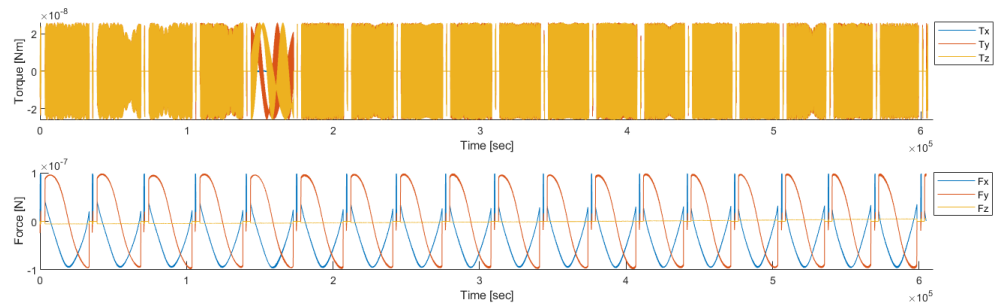 ×10⁻⁸
Torque [Nm]
2
0
-2
0 1 2 3 4 5 6
Time [sec]
×10⁵
Tx
Ty
Tz
×10⁻⁷
Force [N]
1
0
-1
0 1 2 3 4 5 6
Time [sec]
×10⁵
Fx
Fy
Fz